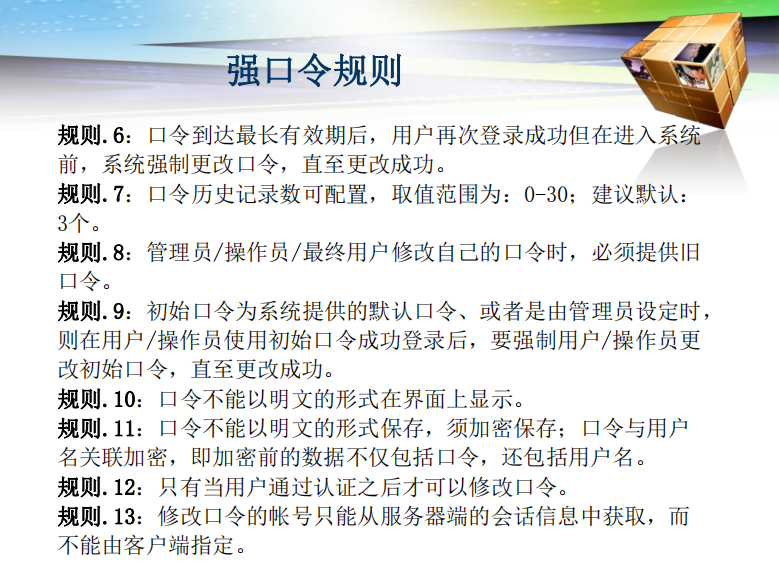 强口令规则
规则.6：口令到达最长有效期后，用户再次登录成功但在进入系统
前，系统强制更改口令，直至更改成功。
规则.7：口令历史记录数可配置，取值范围为：0-30；建议默认：
3个。
规则.8：管理员/操作员/最终用户修改自己的口令时，必须提供旧
口令。
规则.9：初始口令为系统提供的默认口令、或者是由管理员设定时，
则在用户/操作员使用初始口令成功登录后，要强制用户/操作员更
改初始口令，直至更改成功。
规则.10：口令不能以明文的形式在界面上显示。
规则.11：口令不能以明文的形式保存，须加密保存；口令与用户
名关联加密，即加密前的数据不仅包括口令，还包括用户名。
规则.12：只有当用户通过认证之后才可以修改口令。
规则.13：修改口令的帐号只能从服务器端的会话信息中获取，而
不能由客户端指定。